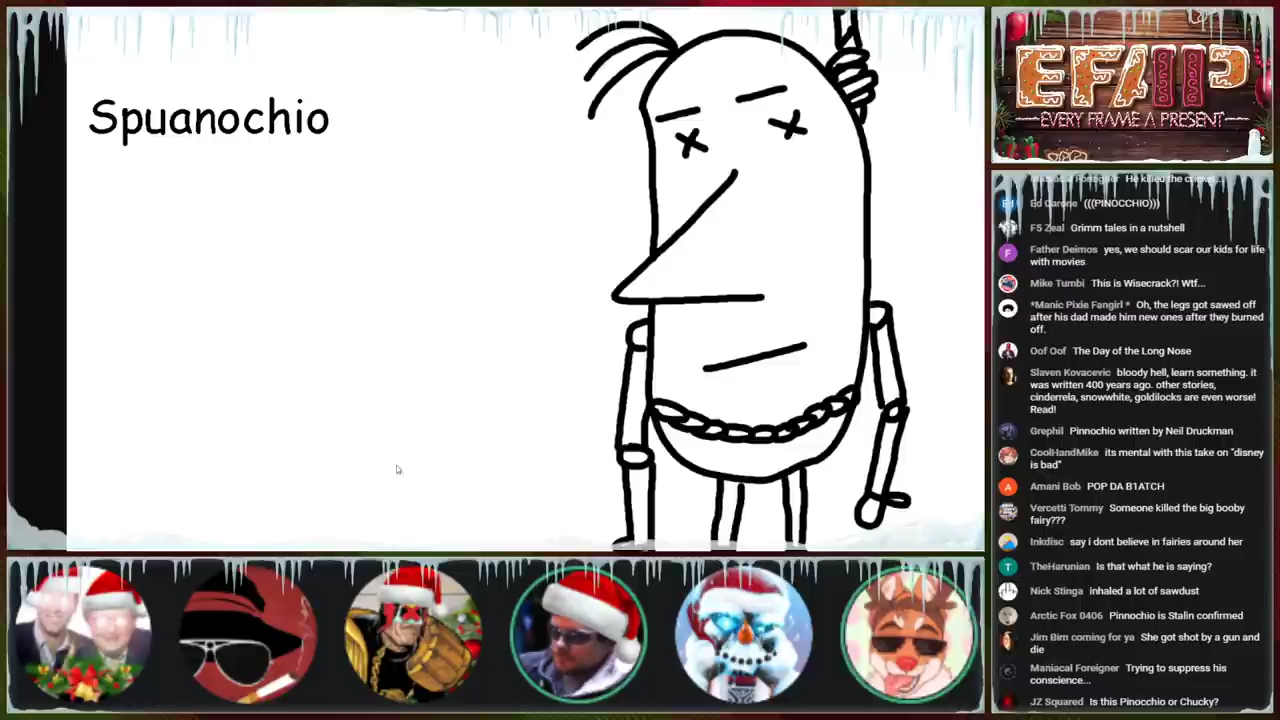 Spuanochio
EFAP
EVERY FRAME A PRESENT
He killed the cricket...
Ed Carone (((PINOCCHIO)))
F5 Zeal Grimm tales in a nutshell
Father Deimos yes, we should scar our kids for life
with movies
Mike Tumbi This is Wisecrack?! Wtf...
*Manic Pixie Fangirl * Oh, the legs got sawed off
after his dad made him new ones after they burned
off.
Oof Oof The Day of the Long Nose
Slaven Kovacevic bloody hell, learn something. it
was written 400 years ago. other stories,
cinderrela, snowwhite, goldilocks are even worse!
Read!
Grephil Pinnochio written by Neil Druckman
CoolHandMike its mental with this take on "disney
is bad"
Amani Bob POP DA B1ATCH
Vercetti Tommy Someone killed the big booby
fairy???
Inkdisc say i dont believe in fairies around her
TheHarunian Is that what he is saying?
Nick Stinga inhaled a lot of sawdust
Arctic Fox 0406 Pinnochio is Stalin confirmed
Jim Bim coming for ya She got shot by a gun and
die
Maniacal Foreigner Trying to suppress his
conscience...
JZ Squared Is this Pinocchio or Chucky?